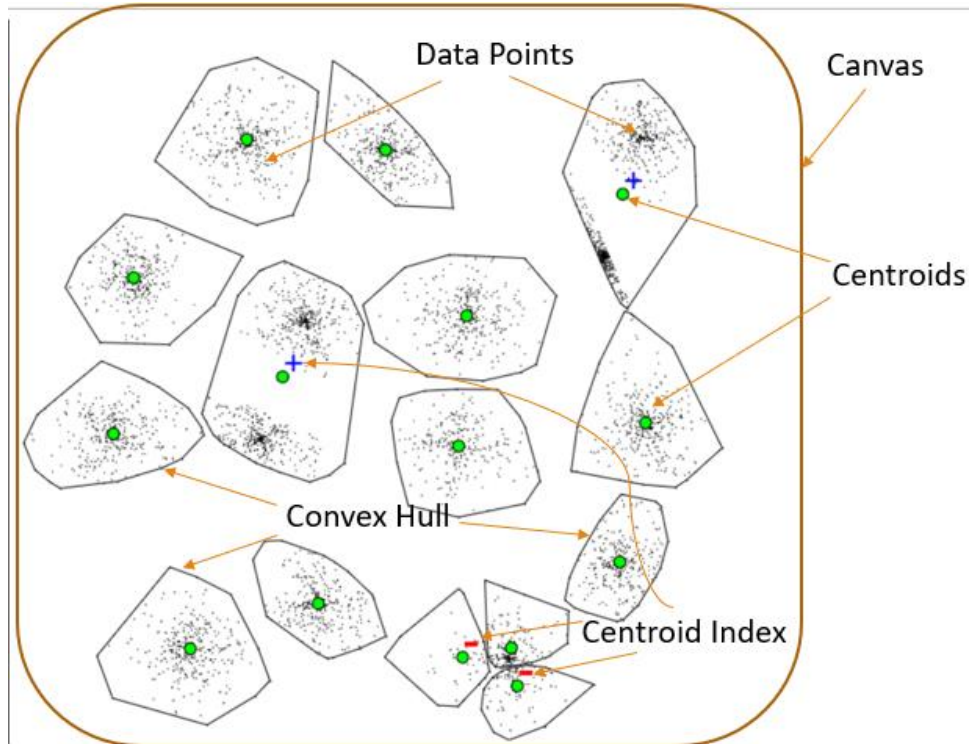 Data Points
Canvas
Centroids
Convex Hull
Centroid Index